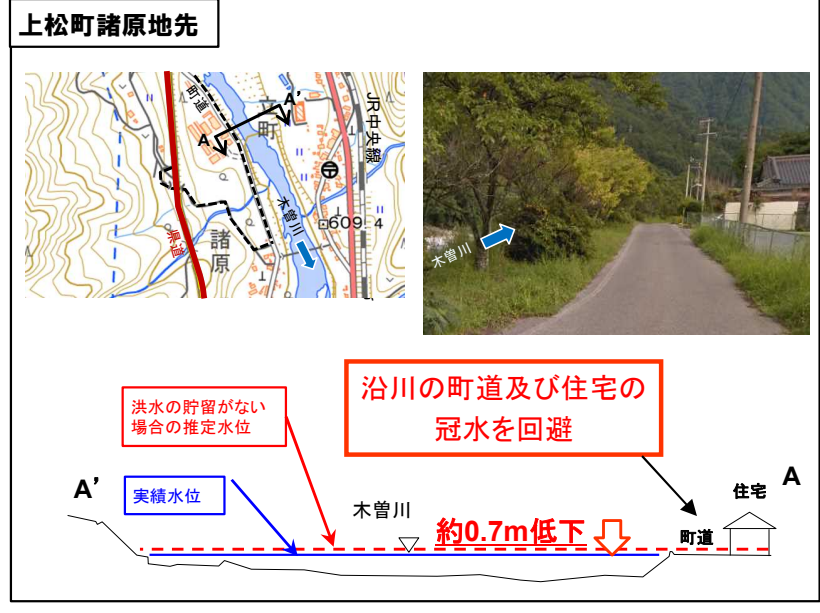 上松町諸原地先
町道
A
A'
立町
JR中央線
木曽川
609.4
諸原
県道
木曽川
沿川の町道及び住宅の
冠水を回避
洪水の貯留がない
場合の推定水位
実績水位
A'
木曽川
約0.7m低下
町道
住宅
A